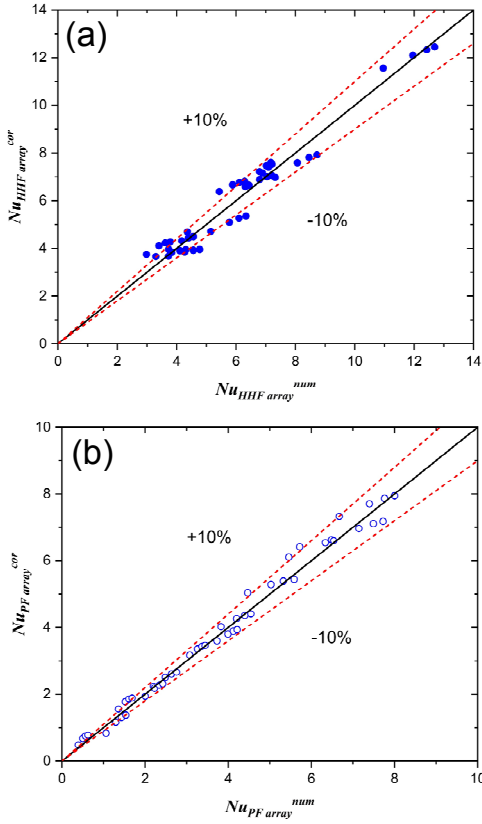 (a)
14
12
10
8
6
4
2
0
+10%
-10%
Nu_HHF array^cor
0 2 4 6 8 10 12 14
Nu_HHF array^num
(b)
10
8
6
4
2
0
+10%
-10%
Nu_PF array^cor
0 2 4 6 8 10
Nu_PF array^num